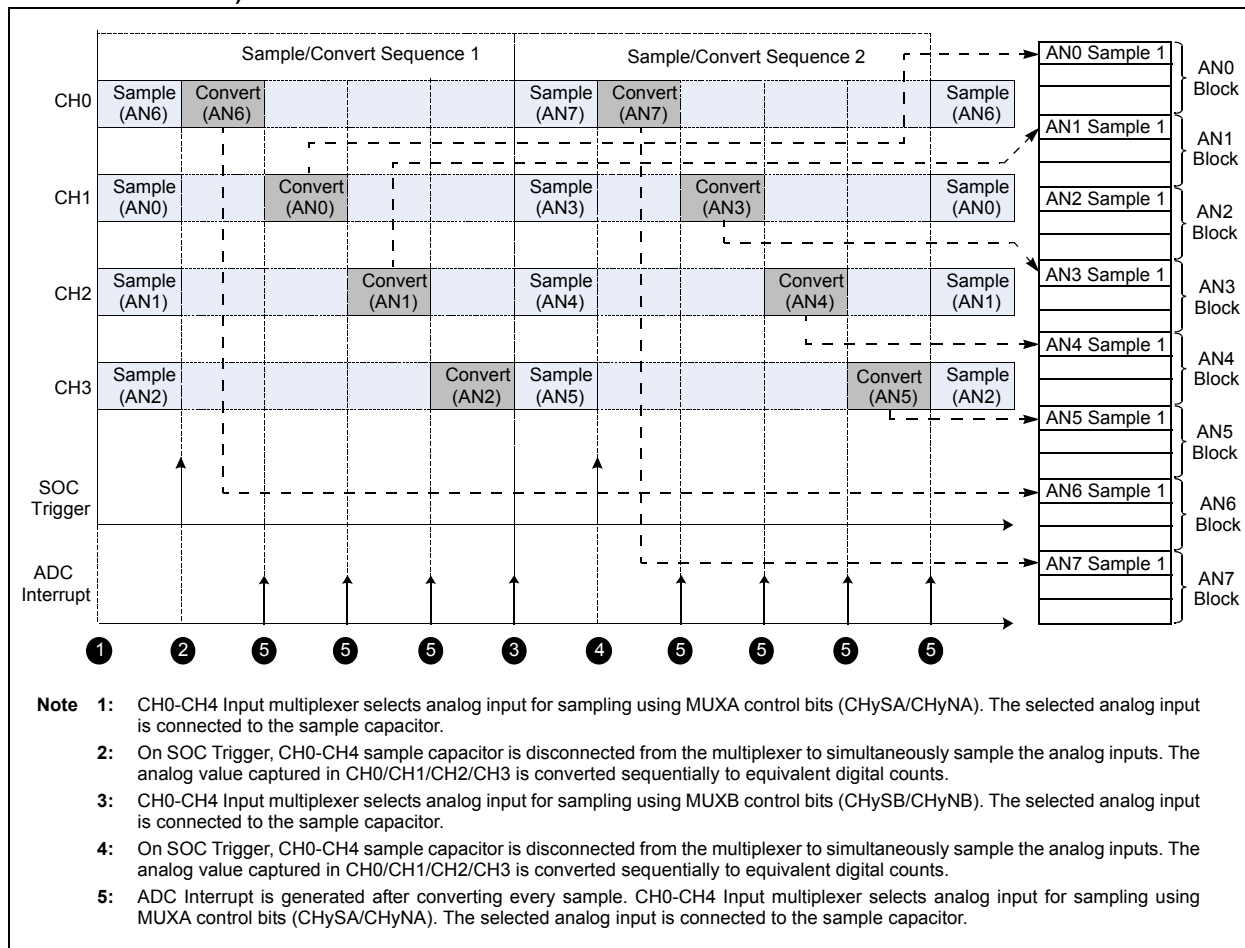 Sample/Convert Sequence 1
Sample/Convert Sequence 2
CH0
Sample
(AN6)
Convert
(AN6)
Sample
(AN7)
Convert
(AN7)
Sample
(AN6)
CH1
Sample
(AN0)
Convert
(AN0)
Sample
(AN3)
Convert
(AN3)
Sample
(AN0)
CH2
Sample
(AN1)
Convert
(AN1)
Sample
(AN4)
Convert
(AN4)
Sample
(AN1)
CH3
Sample
(AN2)
Convert
(AN2)
Sample
(AN5)
Convert
(AN5)
Sample
(AN2)
SOC
Trigger
ADC
Interrupt
1 2 5 5 5 3 4 5 5 5 5
AN0 Sample 1
AN0
Block
AN1 Sample 1
AN1
Block
AN2 Sample 1
AN2
Block
AN3 Sample 1
AN3
Block
AN4 Sample 1
AN4
Block
AN5 Sample 1
AN5
Block
AN6 Sample 1
AN6
Block
AN7 Sample 1
AN7
Block
Note 1: CH0-CH4 Input multiplexer selects analog input for sampling using MUXA control bits (CHySA/CHyNA). The selected analog input
is connected to the sample capacitor.
2: On SOC Trigger, CH0-CH4 sample capacitor is disconnected from the multiplexer to simultaneously sample the analog inputs. The
analog value captured in CH0/CH1/CH2/CH3 is converted sequentially to equivalent digital counts.
3: CH0-CH4 Input multiplexer selects analog input for sampling using MUXB control bits (CHySB/CHyNB). The selected analog input
is connected to the sample capacitor.
4: On SOC Trigger, CH0-CH4 sample capacitor is disconnected from the multiplexer to simultaneously sample the analog inputs. The
analog value captured in CH0/CH1/CH2/CH3 is converted sequentially to equivalent digital counts.
5: ADC Interrupt is generated after converting every sample. CH0-CH4 Input multiplexer selects analog input for sampling using
MUXA control bits (CHySA/CHyNA). The selected analog input is connected to the sample capacitor.